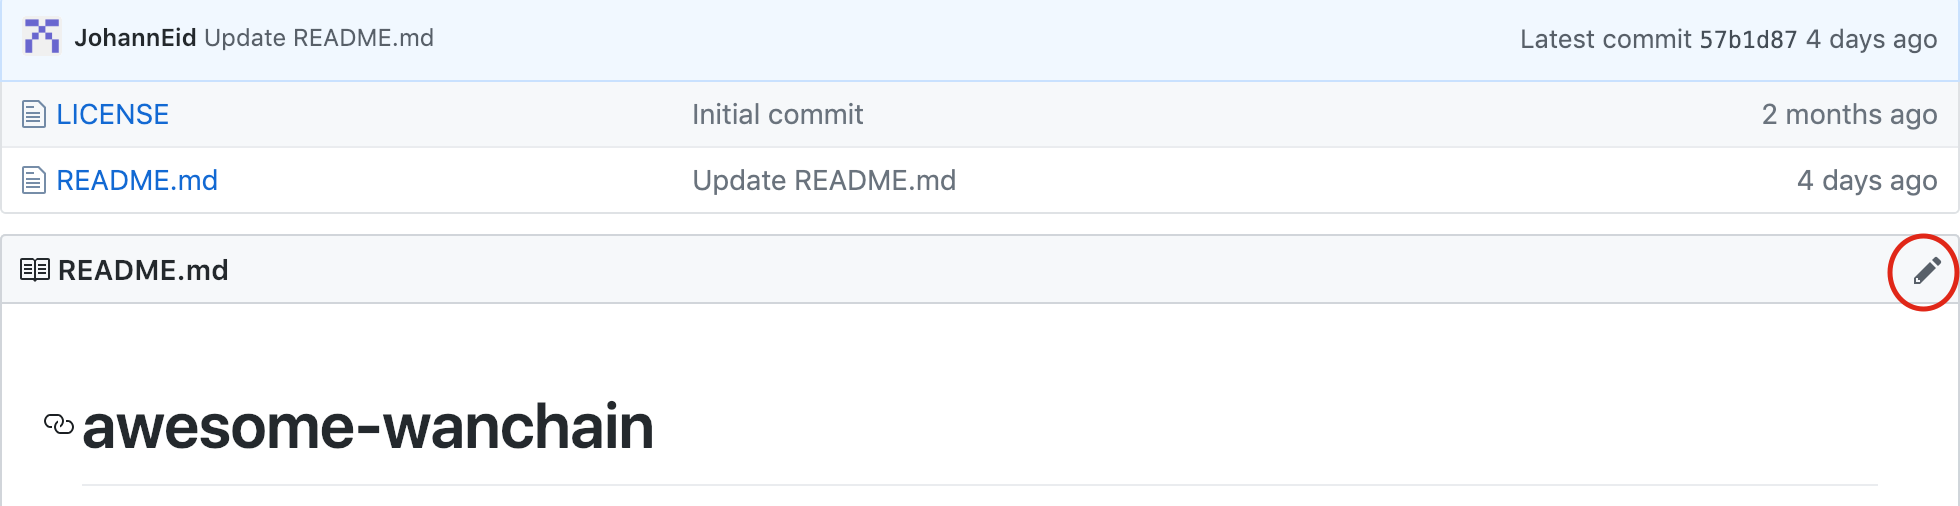 JohannEid Update README.md Latest commit 57b1d87 4 days ago
LICENSE Initial commit 2 months ago
README.md Update README.md 4 days ago
README.md
awesome-wanchain